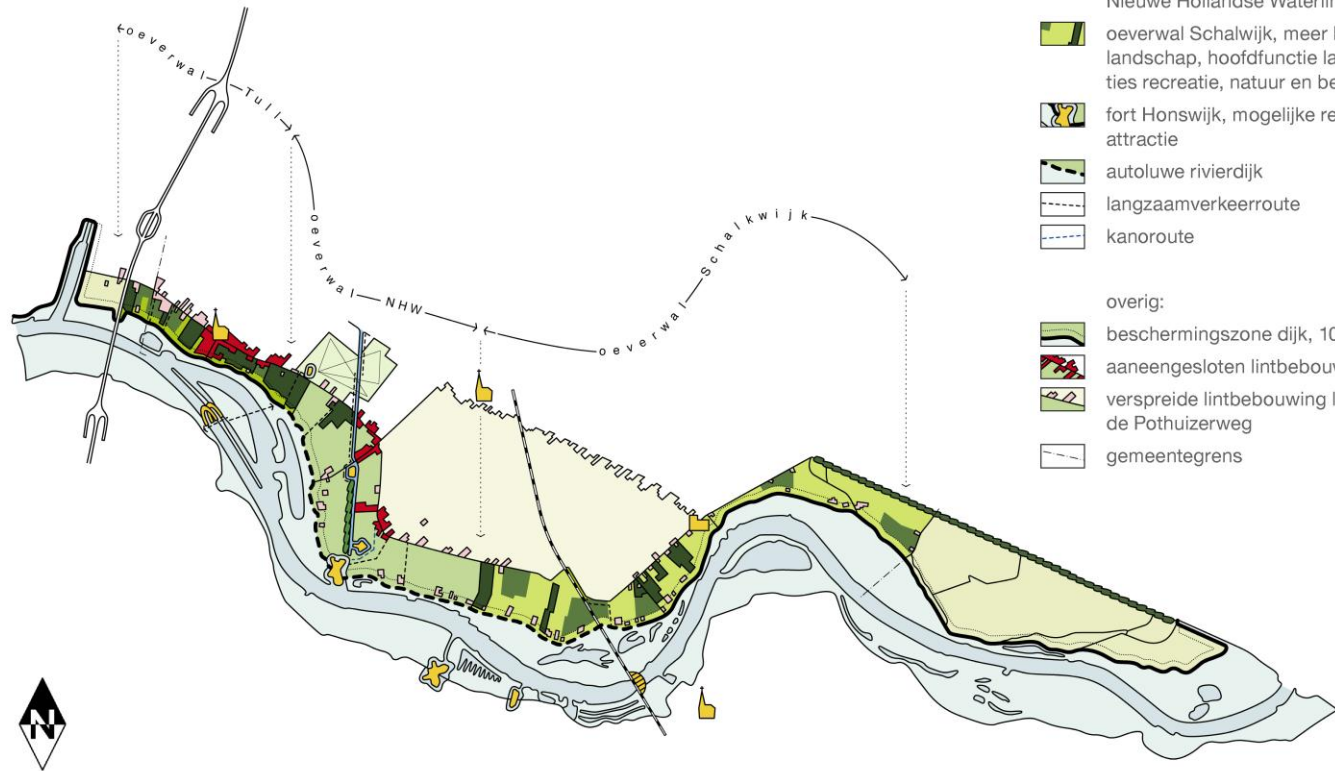 oeverwal Tull
oeverwal NHW
oeverwal Schalkwijk
N
Nieuwe Hollandse Waterlin
oeverwal Schalwijk, meer
landschap, hoofdfunctie la
ties recreatie, natuur en be
fort Honswijk, mogelijke re
attractie
autoluwe rivierdijk
langzaamverkeerroute
kanoroute
overig:
beschermingszone dijk, 10
aaneengesloten lintbebou
verspreide lintbebouwing l
de Pothuizerweg
gemeentegrens